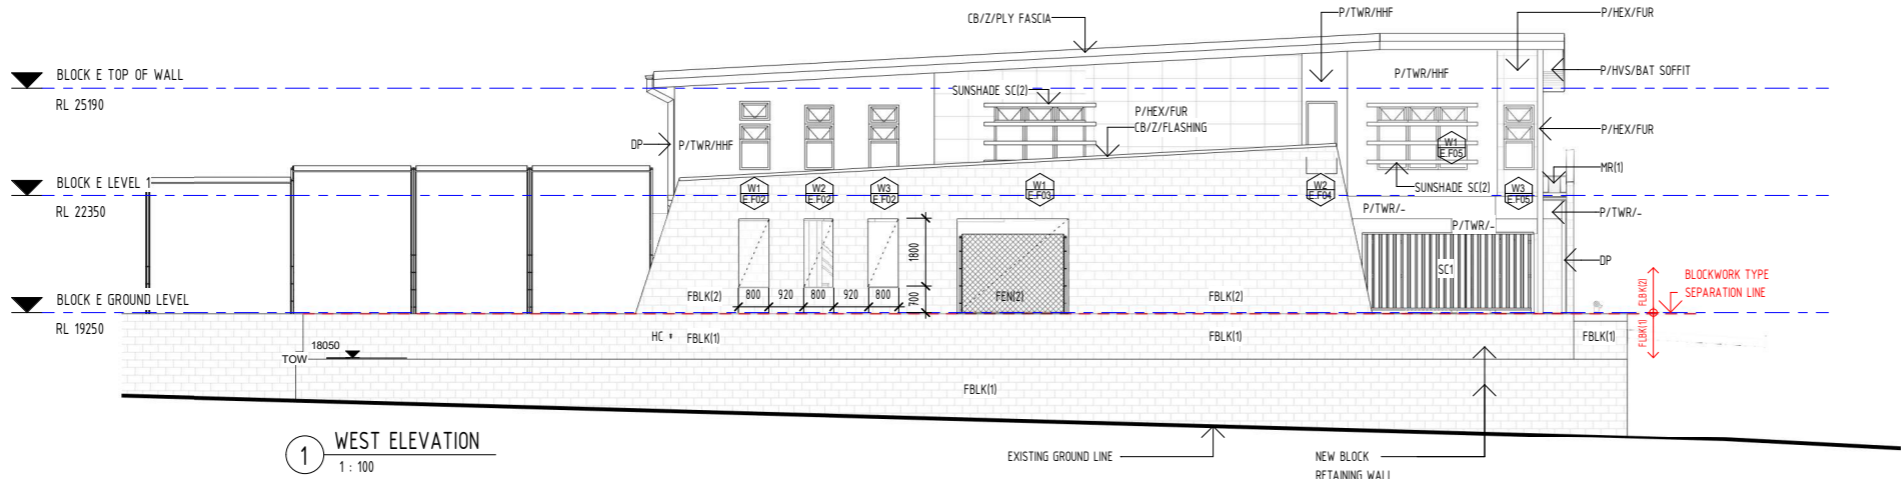 CB/Z/PLY FASCIA
P/TWR/HHF
P/HEX/FUR
BLOCK E TOP OF WALL
RL 25190
P/TWR/HHF
P/HVS/BAT SOFFIT
SUNSHADE SC(2)
P/HEX/FUR
CB/Z/FLASHING
DP
P/TWR/HHF
P/HEX/FUR
W1
E.F05
MR(1)
BLOCK E LEVEL 1
RL 22350
W1
E.F02
W2
E.F02
W3
E.F02
W1
E.F03
W2
E.F04
SUNSHADE SC(2)
W3
E.F05
P/TWR/-
P/TWR/-
P/TWR/-
1800
DP
SC1
BLOCKWORK TYPE
SEPARATION LINE
BLOCK E GROUND LEVEL
RL 19250
FBLK(2)
800
920
800
920
800
700
FEN(2)
FBLK(2)
FLBK(2)
FLBK(1)
HC
FBLK(1)
FBLK(1)
FBLK(1)
18050
TOW
FBLK(1)
1
WEST ELEVATION
1 : 100
EXISTING GROUND LINE
NEW BLOCK
RETAINING WALL